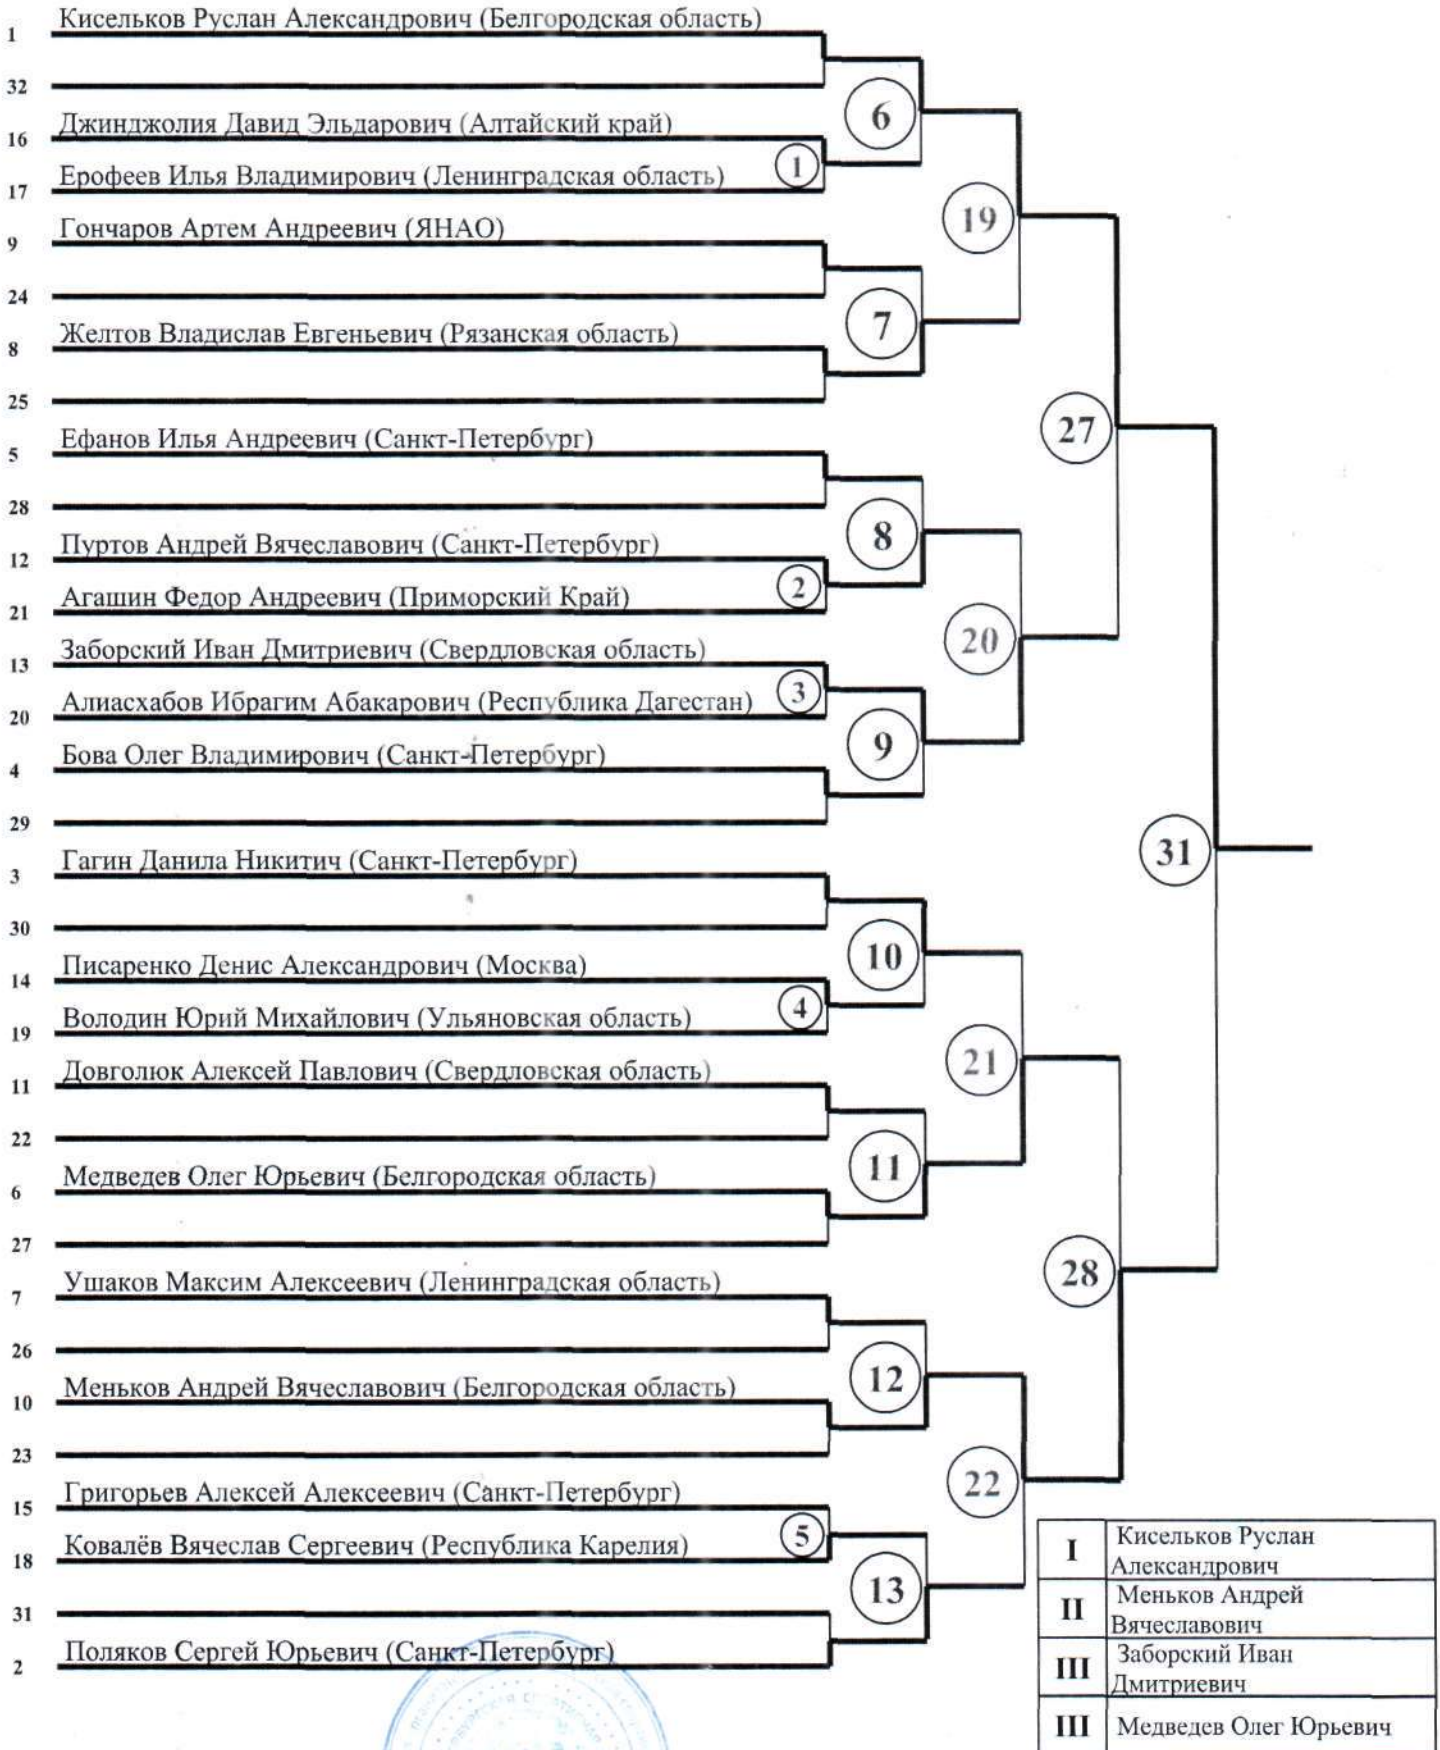 Кисельков Руслан Александрович (Белгородская область)
1
32
Джинджолия Давид Эльдарович (Алтайский край)
16
Ерофеев Илья Владимирович (Ленинградская область)
17
Гончаров Артем Андреевич (ЯНАО)
9
24
Желтов Владислав Евгеньевич (Рязанская область)
8
25
Ефанов Илья Андреевич (Санкт-Петербург)
5
28
Пуртов Андрей Вячеславович (Санкт-Петербург)
12
Агашин Федор Андреевич (Приморский Край)
21
Заборский Иван Дмитриевич (Свердловская область)
13
Алиасхабов Ибрагим Абакарович (Республика Дагестан)
20
Бова Олег Владимирович (Санкт-Петербург)
4
29
Гагин Данила Никитич (Санкт-Петербург)
3
30
Писаренко Денис Александрович (Москва)
14
Володин Юрий Михайлович (Ульяновская область)
19
Довголюк Алексей Павлович (Свердловская область)
11
22
Медведев Олег Юрьевич (Белгородская область)
6
27
Ушаков Максим Алексеевич (Ленинградская область)
7
26
Меньков Андрей Вячеславович (Белгородская область)
10
23
Григорьев Алексей Алексеевич (Санкт-Петербург)
15
Ковалёв Вячеслав Сергеевич (Республика Карелия)
18
31
Поляков Сергей Юрьевич (Санкт-Петербург)
2
1
2
3
4
5
6
7
8
9
10
11
12
13
19
20
21
22
27
28
31
I Кисельков Руслан
Александрович
II Меньков Андрей
Вячеславович
III Заборский Иван
Дмитриевич
III Медведев Олег Юрьевич